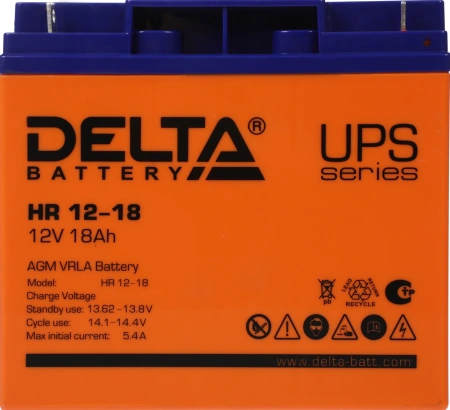 DELTA®
BATTERY
UPS
series
HR 12-18
12V 18Ah
AGM VRLA Battery
Model: HR 12-18
Charge Voltage
Standby use: 13.62 -13.8V
Cycle use: 14.1-14.4V
Max initial current: 5.4A
pb
LEAD
RETURN
RECYCLE
www.delta-batt.com